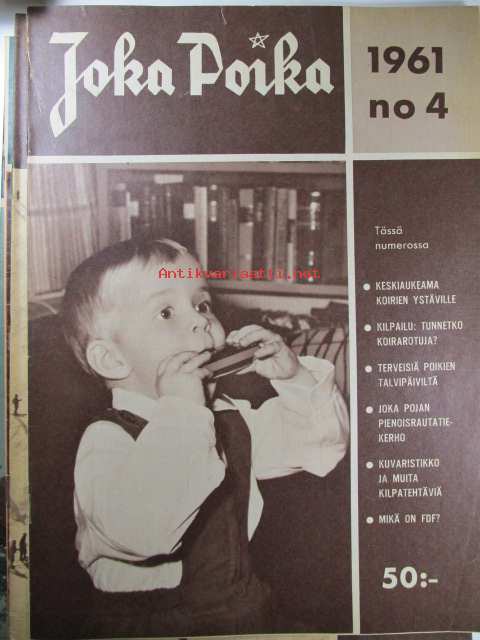 Joka Poika
1961
no 4
Tässä
numerossa
KESKIAUKEAMA
KOIRIEN YSTÄVILLE
KILPAILU: TUNNETKO
KOIRAROTUJA?
TERVEISIÄ POIKIEN
TALVIPÄIVILTÄ
JOKA POJAN
PIENOISRAUTATIE-
KERHO
KUVARISTIKKO
JA MUITA
KILPATEHTÄVIÄ
MIKÄ ON FDF?
50:-
Antikvariaatti.net